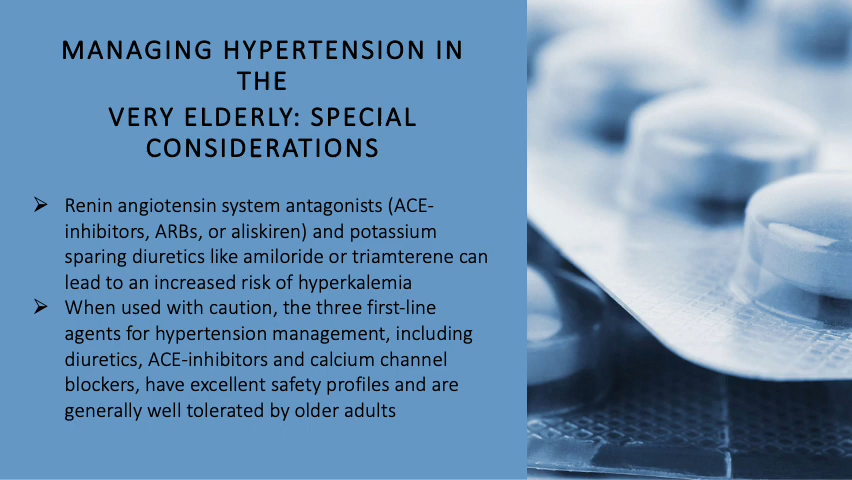 MANAGING HYPERTENSION IN
THE
VERY ELDERLY: SPECIAL
CONSIDERATIONS
➢ Renin angiotensin system antagonists (ACE-
inhibitors, ARBs, or aliskiren) and potassium
sparing diuretics like amiloride or triamterene can
lead to an increased risk of hyperkalemia
➢ When used with caution, the three first-line
agents for hypertension management, including
diuretics, ACE-inhibitors and calcium channel
blockers, have excellent safety profiles and are
generally well tolerated by older adults